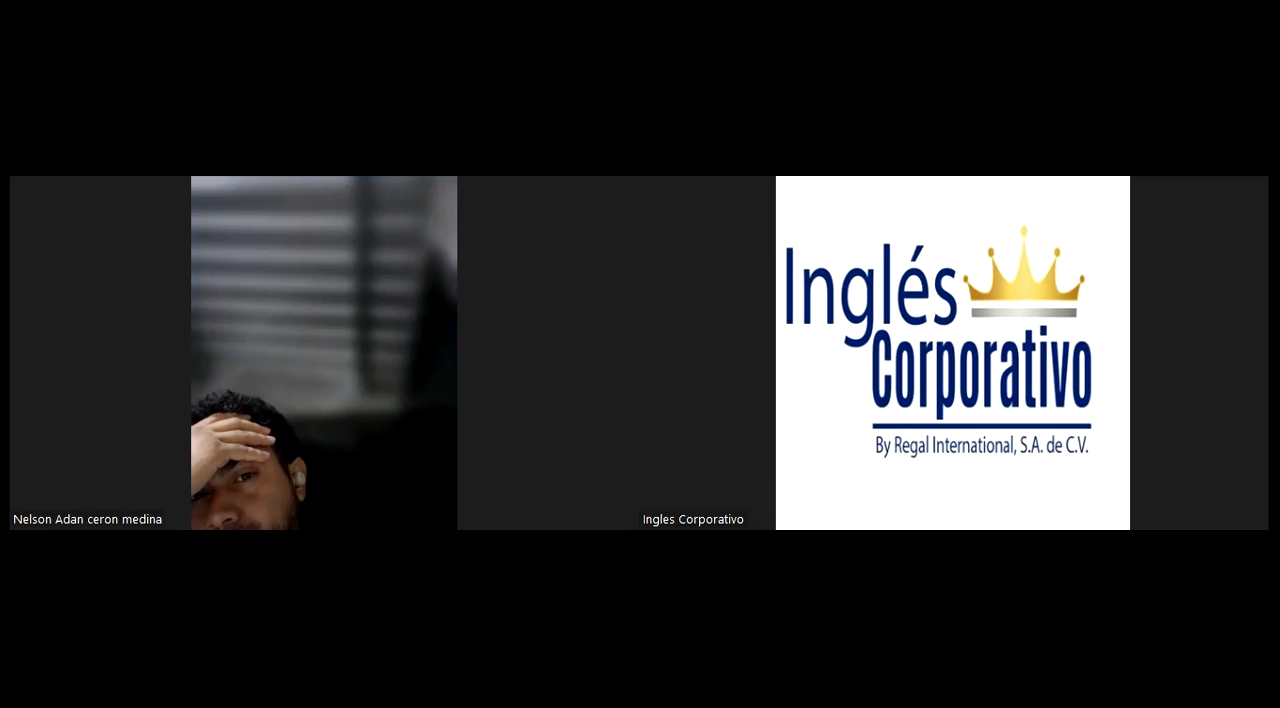 Inglés
Corporativo
By Regal International, S.A. de C.V.
Nelson Adan ceron medina
Ingles Corporativo